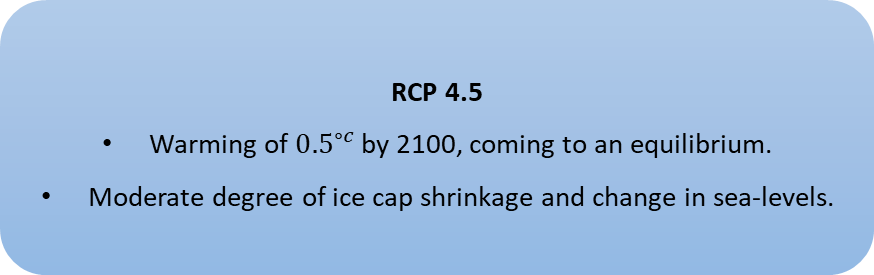 RCP 4.5
• Warming of 0.5°ᶜ by 2100, coming to an equilibrium.
• Moderate degree of ice cap shrinkage and change in sea-levels.